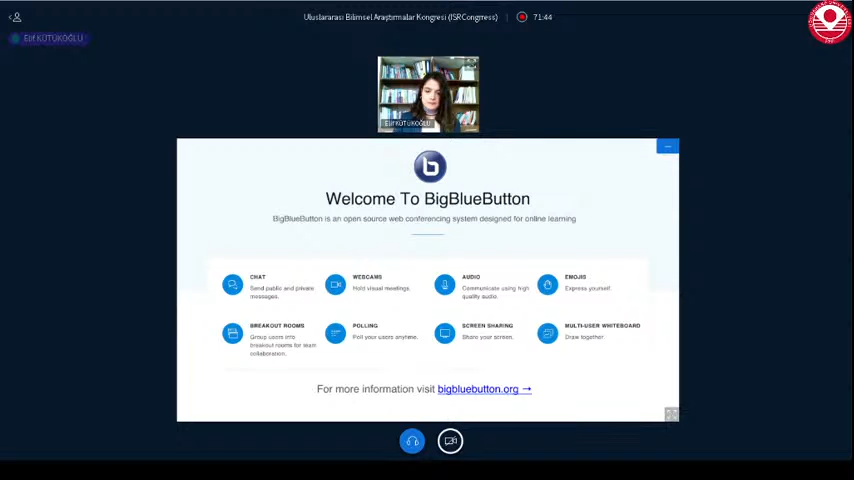 Uluslararası Bilimsel Araştırmalar Kongresi (ISRCongrress)
71:44
Elif KÜTÜKOĞLU
Elif KÜTÜKOĞLU
b
Welcome To BigBlueButton
BigBlueButton is an open source web conferencing system designed for online learning
CHAT
Send public and private
messages.
WEBCAMS
Hold visual meetings.
AUDIO
Communicate using high
quality audio.
EMOJIS
Express yourself.
BREAKOUT ROOMS
Group users into
breakout rooms for team
collaboration.
POLLING
Poll your users anytime.
SCREEN SHARING
Share your screen.
MULTI-USER WHITEBOARD
Draw together.
For more information visit bigbluebutton.org →